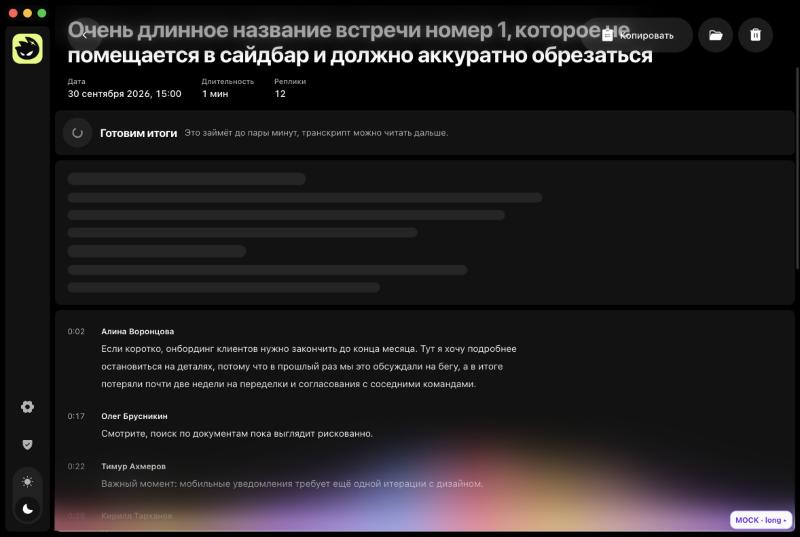 Очень длинное название встречи номер 1, которое не
помещается в сайдбар и должно аккуратно обрезаться
Копировать
Дата
30 сентября 2026, 15:00
Длительность
1 мин
Реплики
12
Готовим итоги
Это займёт до пары минут, транскрипт можно читать дальше.
0:02
Алина Воронцова
Если коротко, онбординг клиентов нужно закончить до конца месяца. Тут я хочу подробнее
остановиться на деталях, потому что в прошлый раз мы это обсуждали на бегу, а в итоге
потеряли почти две недели на переделки и согласования с соседними командами.
0:17
Олег Брусникин
Смотрите, поиск по документам пока выглядит рискованно.
0:22
Тимур Ахмеров
Важный момент: мобильные уведомления требует ещё одной итерации с дизайном.
Кирилл Тарханов
МОСК · long